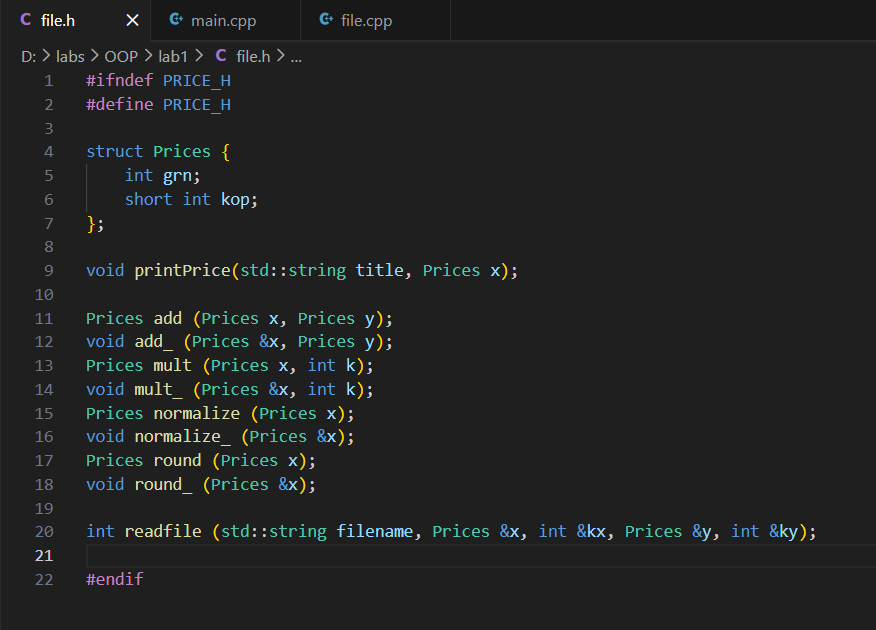 file.h main.cpp file.cpp
D: > labs > OOP > lab1 > file.h > ...
1 #ifndef PRICE_H
2 #define PRICE_H
3
4 struct Prices {
5     int grn;
6     short int kop;
7 };
8
9 void printPrice(std::string title, Prices x);
10
11 Prices add (Prices x, Prices y);
12 void add_ (Prices &x, Prices y);
13 Prices mult (Prices x, int k);
14 void mult_ (Prices &x, int k);
15 Prices normalize (Prices x);
16 void normalize_ (Prices &x);
17 Prices round (Prices x);
18 void round_ (Prices &x);
19
20 int readfile (std::string filename, Prices &x, int &kx, Prices &y, int &ky);
21
22 #endif